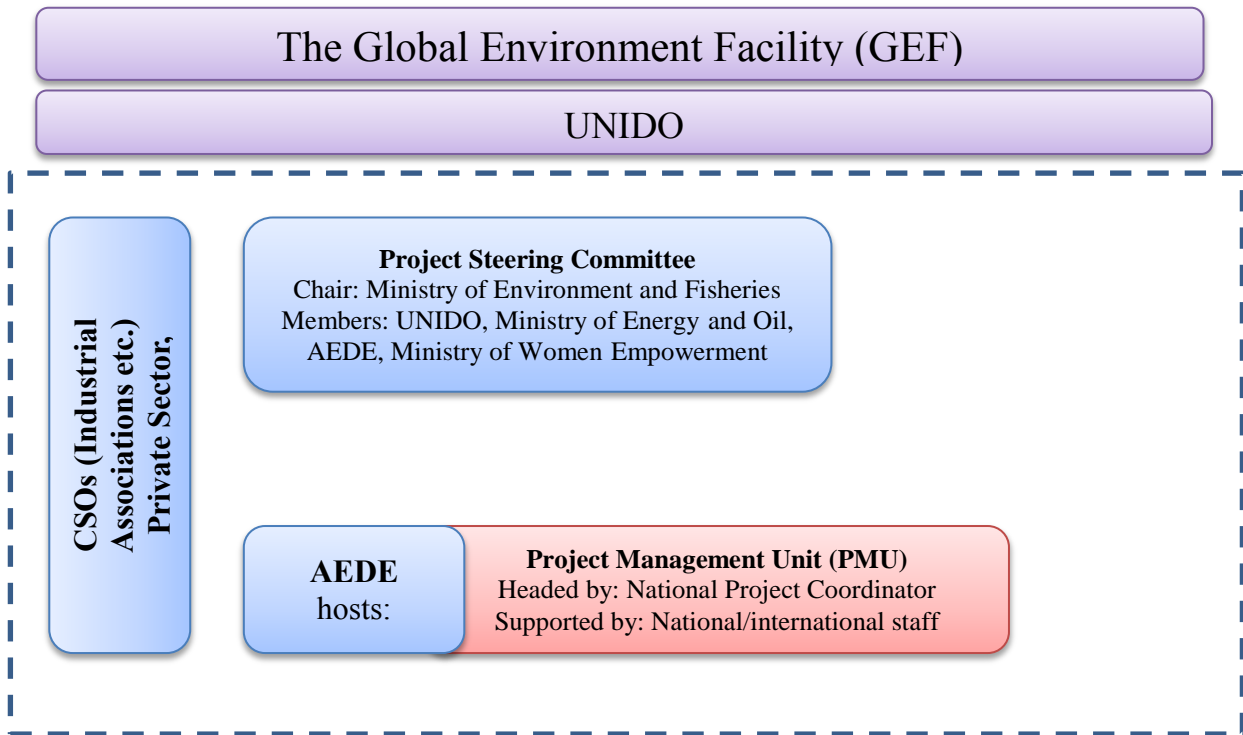 The Global Environment Facility (GEF)
UNIDO
CSOs (Industrial
Associations etc.)
Private Sector,
Project Steering Committee
Chair: Ministry of Environment and Fisheries
Members: UNIDO, Ministry of Energy and Oil,
AEDE, Ministry of Women Empowerment
AEDE
hosts:
Project Management Unit (PMU)
Headed by: National Project Coordinator
Supported by: National/international staff